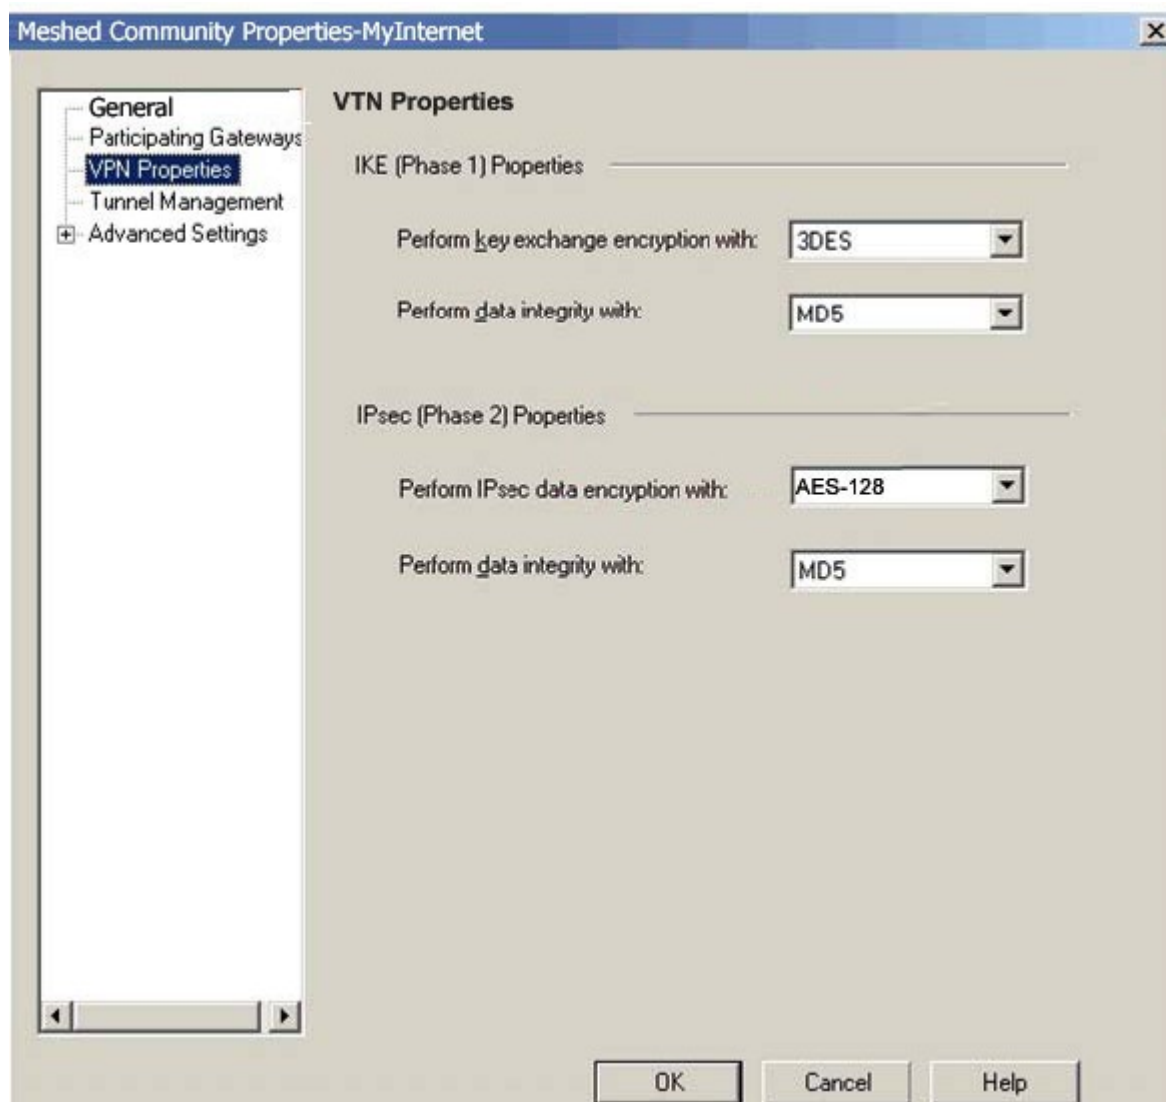 Meshed Community Properties-MyInternet
General
Participating Gateways
VPN Properties
Tunnel Management
Advanced Settings
VTN Properties
IKE (Phase 1) Properties
Perform key exchange encryption with: 3DES
Perform data integrity with: MD5
IPsec (Phase 2) Properties
Perform IPsec data encryption with: AES-128
Perform data integrity with: MD5
OK Cancel Help